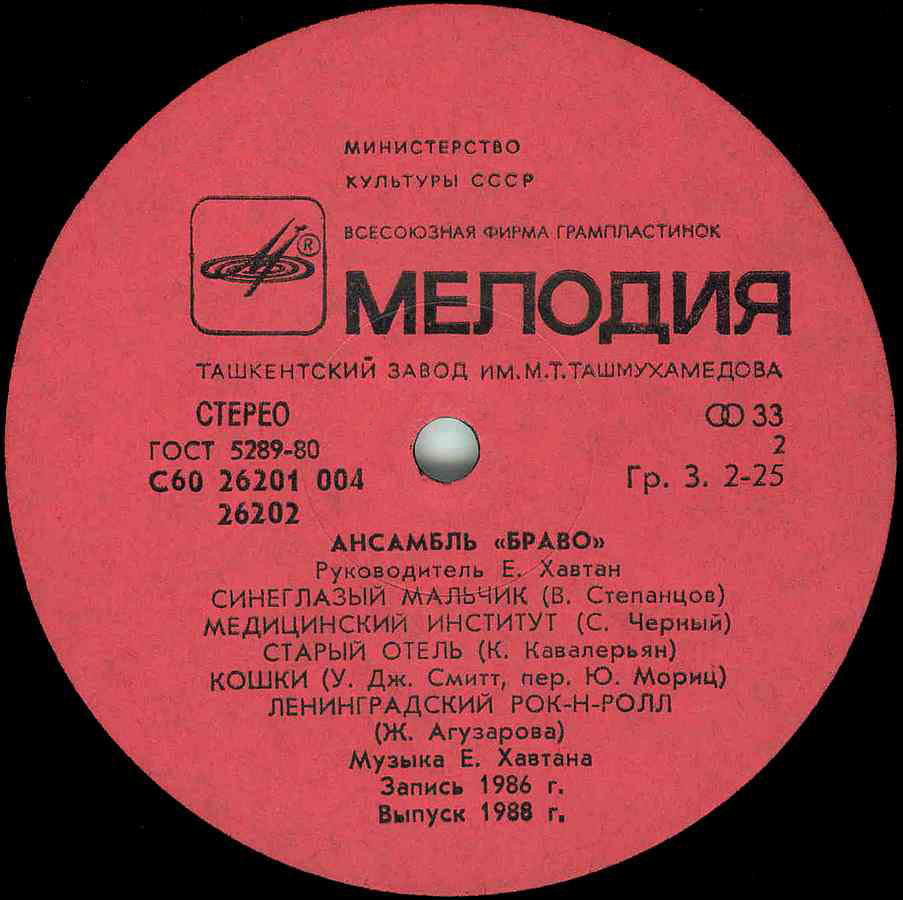 МИНИСТЕРСТВО
КУЛЬТУРЫ СССР
ВСЕСОЮЗНАЯ ФИРМА ГРАМПЛАСТИНОК
®
МЕЛОДИЯ
ТАШКЕНТСКИЙ ЗАВОД ИМ. М.Т.ТАШМУХАМЕДОВА
СТЕРЕО
33
ГОСТ 5289-80
2
С60 26201 004
Гр. 3. 2-25
26202
АНСАМБЛЬ «БРАВО»
Руководитель Е. Хавтан
СИНЕГЛАЗЫЙ МАЛЬЧИК (В. Степанцов)
МЕДИЦИНСКИЙ ИНСТИТУТ (С. Черный)
СТАРЫЙ ОТЕЛЬ (К. Кавалерьян)
КОШКИ (У. Дж. Смитт, пер. Ю. Мориц)
ЛЕНИНГРАДСКИЙ РОК-Н-РОЛЛ
(Ж. Агузарова)
Музыка Е. Хавтана
Запись 1986 г.
Выпуск 1988 г.